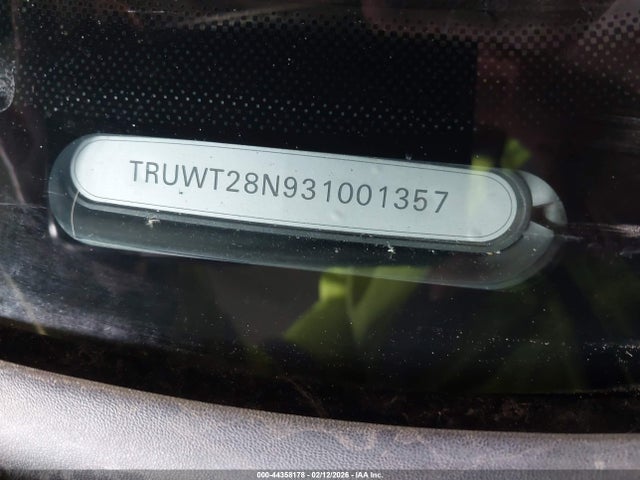 TRUWT28N931001357
000-44358178 - 02/12/2026 - IAA Inc.